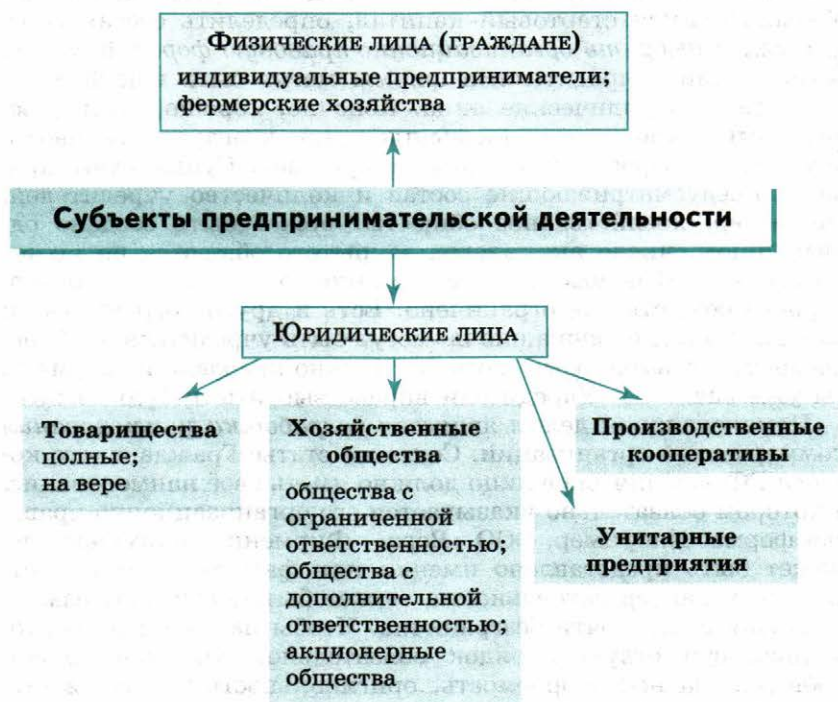 Физические лица (граждане)
индивидуальные предприниматели;
фермерские хозяйства
Субъекты предпринимательской деятельности
Юридические лица
Товарищества
полные;
на вере
Хозяйственные
общества
общества с
ограниченной
ответственностью;
общества с
дополнительной
ответственностью;
акционерные
общества
Производственные
кооперативы
Унитарные
предприятия